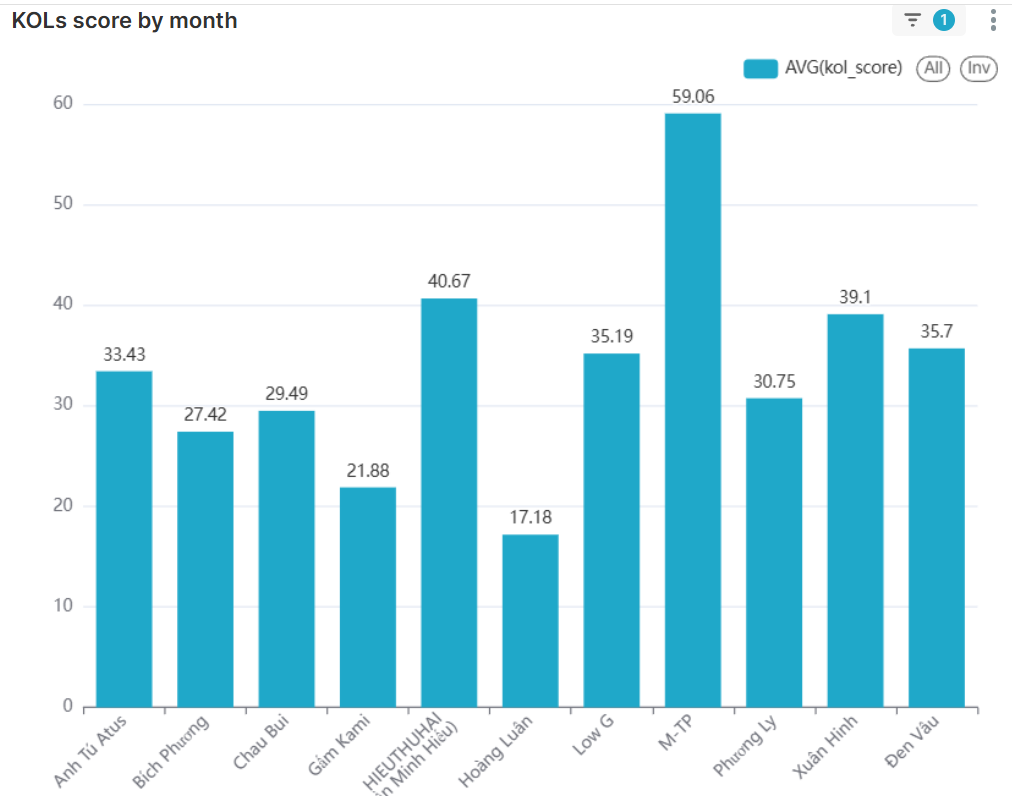 KOLs score by month
1
AVG(kol_score) All Inv
60
50
40
30
20
10
0
33.43
27.42
29.49
21.88
40.67
17.18
35.19
59.06
30.75
39.1
35.7
Anh Tú Atus
Bích Phương
Chau Bui
Gấm Kami
HIEUTHUHAI
Minh Hiếu)
Hoàng Luân
Low G
M-TP
Phương Ly
Xuân Hinh
Đen Vâu